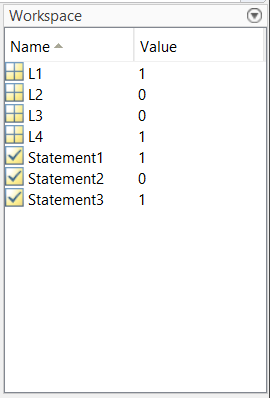 Workspace
Name Value
L1 1
L2 0
L3 0
L4 1
Statement1 1
Statement2 0
Statement3 1